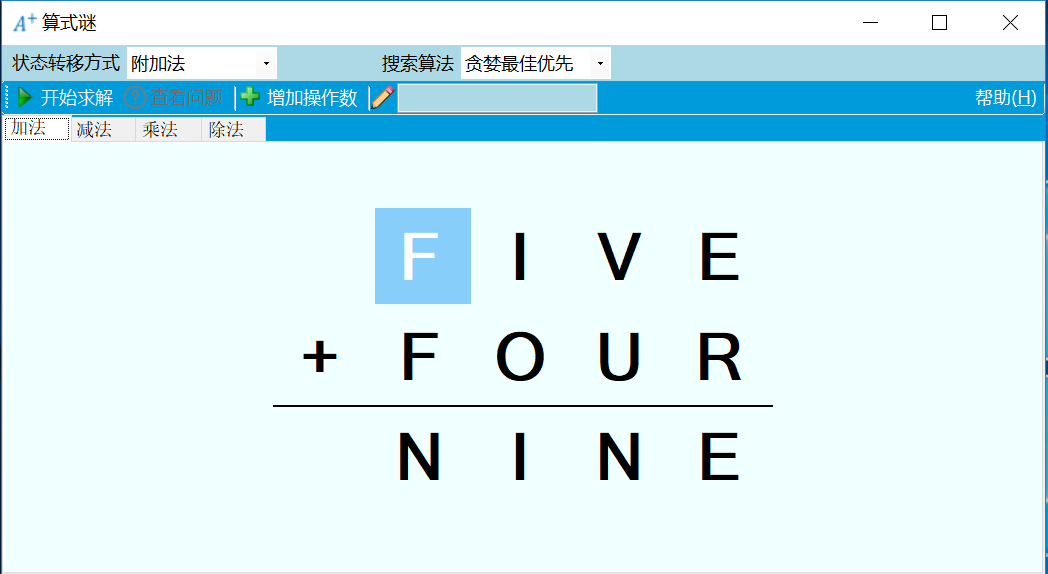 A+ 算式谜
状态转移方式 附加法 搜索算法 贪婪最佳优先
开始求解 查看问题 增加操作数 帮助(H)
加法 减法 乘法 除法
F I V E
+ F O U R
N I N E